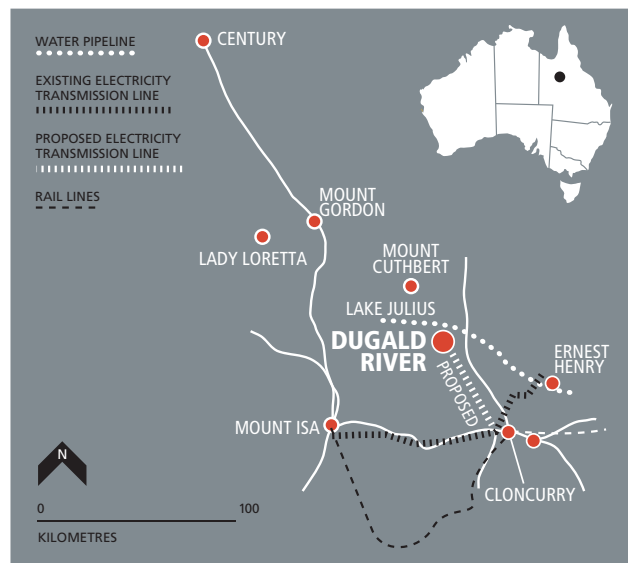 WATER PIPELINE
EXISTING ELECTRICITY
TRANSMISSION LINE
PROPOSED ELECTRICITY
TRANSMISSION LINE
RAIL LINES
CENTURY
MOUNT
GORDON
LADY LORETTA
MOUNT
CUTHBERT
LAKE JULIUS
DUGALD
RIVER
PROPOSED
ERNEST
HENRY
MOUNT ISA
CLONCURRY
N
0 100
KILOMETRES